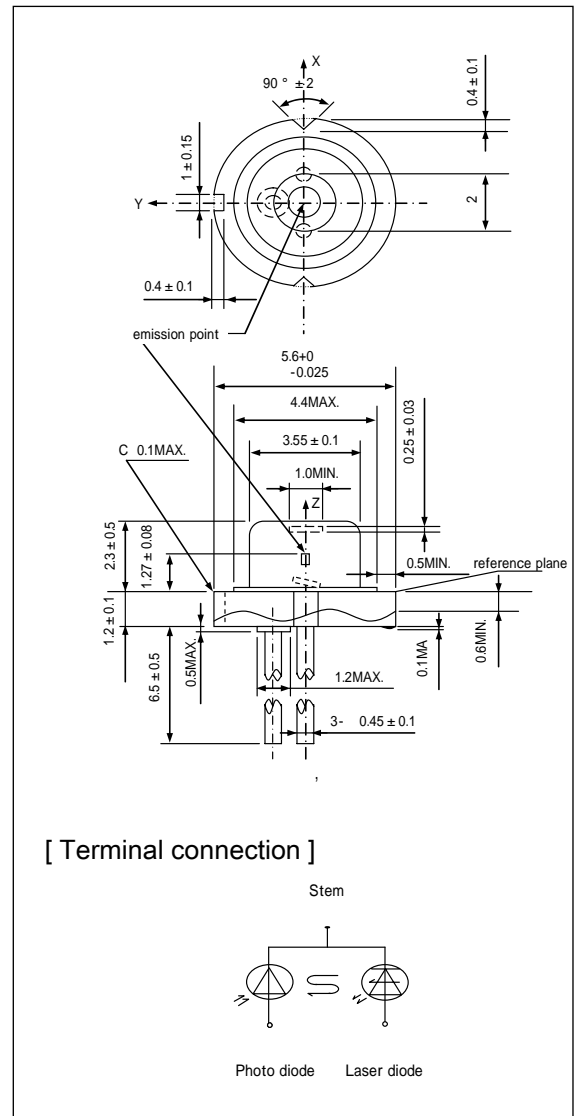 X
90 ° ± 2
0.4 ± 0.1
1 ± 0.15
Y
2
0.4 ± 0.1
emission point
5.6+0
-0.025
4.4MAX.
0.25 ± 0.03
3.55 ± 0.1
C 0.1MAX.
1.0MIN.
Z
2.3 ± 0.5
1.27 ± 0.08
0.5MIN.
reference plane
1.2 ± 0.1
0.5MAX.
6.5 ± 0.5
1.2MAX.
0.1MA
0.6MIN.
3- 0.45 ± 0.1
,
[ Terminal connection ]
Stem
Photo diode Laser diode